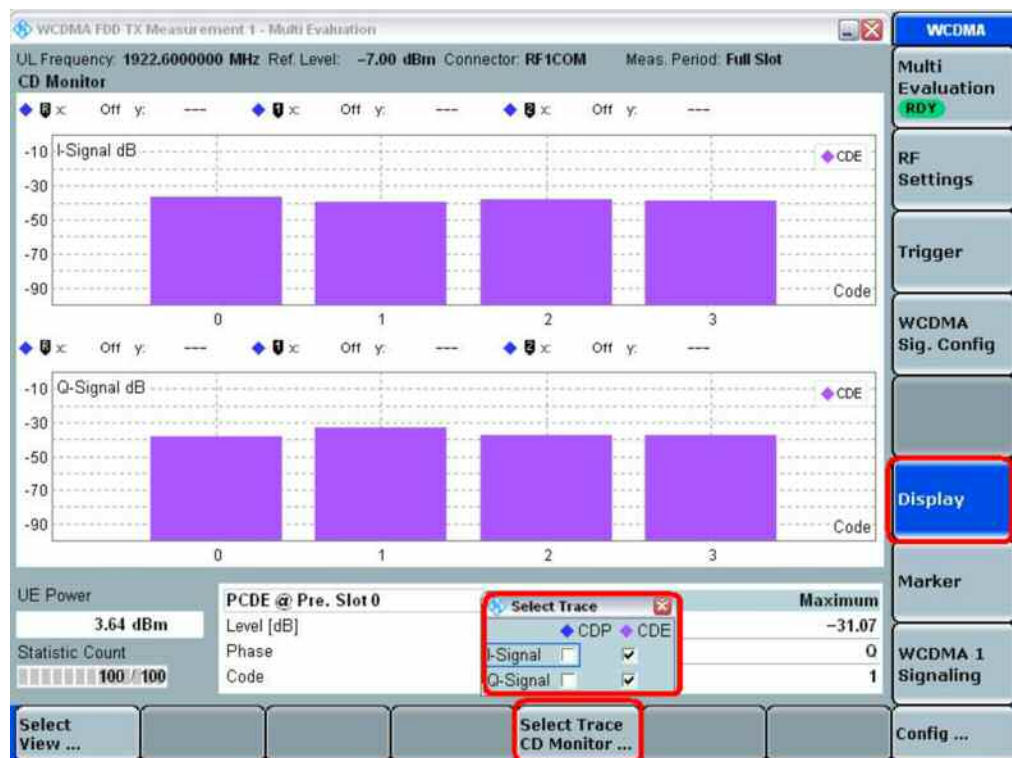 WCDMA FDD TX Measurement 1 - Multi Evaluation
UL Frequency: 1922.6000000 MHz Ref. Level: -7.00 dBm Connector: RF1COM Meas. Period: Full Slot
CD Monitor
R x: Off y: --- 1 x: Off y: --- 2 x: Off y: ---
I-Signal dB
CDE
-10
-30
-50
-70
-90
Code
0 1 2 3
R x: Off y: --- 1 x: Off y: --- 2 x: Off y: ---
Q-Signal dB
CDE
-10
-30
-50
-70
-90
Code
0 1 2 3
UE Power
3.64 dBm
Statistic Count
100 / 100
PCDE @ Pre. Slot 0 Maximum
Level [dB] -31.07
Phase Q
Code 1
Select Trace
CDP CDE
I-Signal
Q-Signal
Select
View ...
Select Trace
CD Monitor ...
WCDMA
Multi
Evaluation
RDY
RF
Settings
Trigger
WCDMA
Sig. Config
Display
Marker
WCDMA 1
Signaling
Config ...